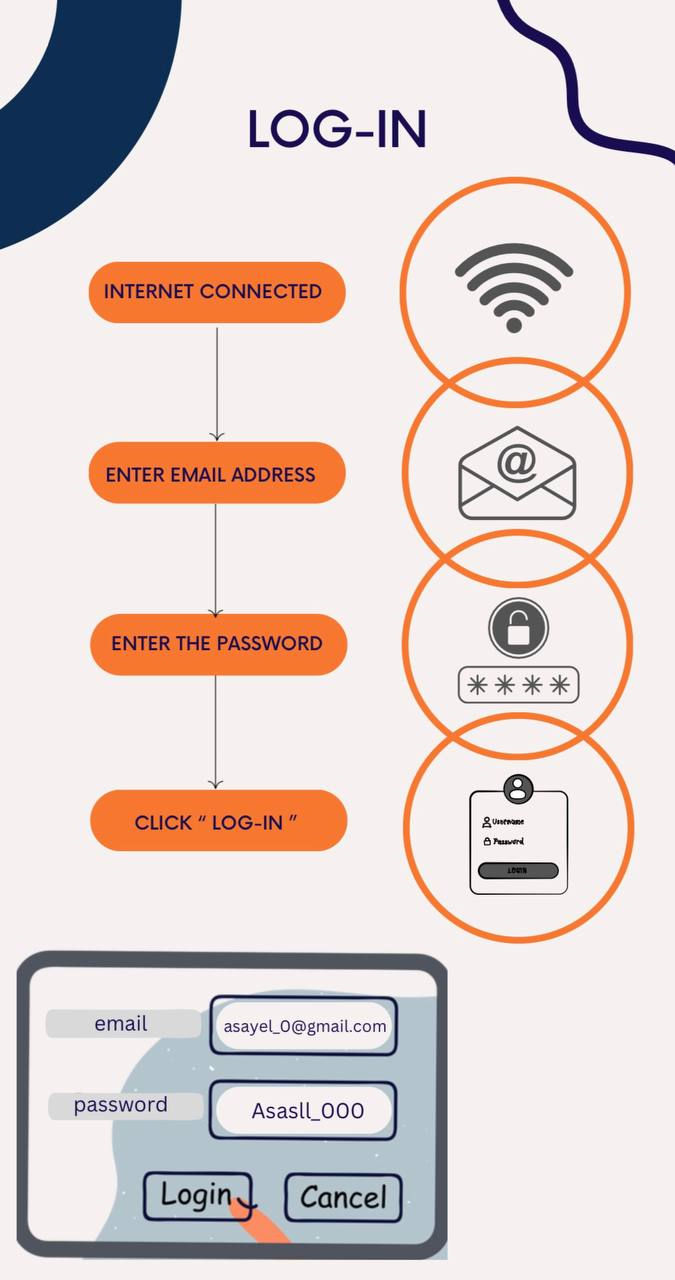 LOG-IN
INTERNET CONNECTED
ENTER EMAIL ADDRESS
@
ENTER THE PASSWORD
****
CLICK “ LOG-IN ”
Username
Password
LOGIN
email
asayel_0@gmail.com
password
Asasll_000
Login
Cancel